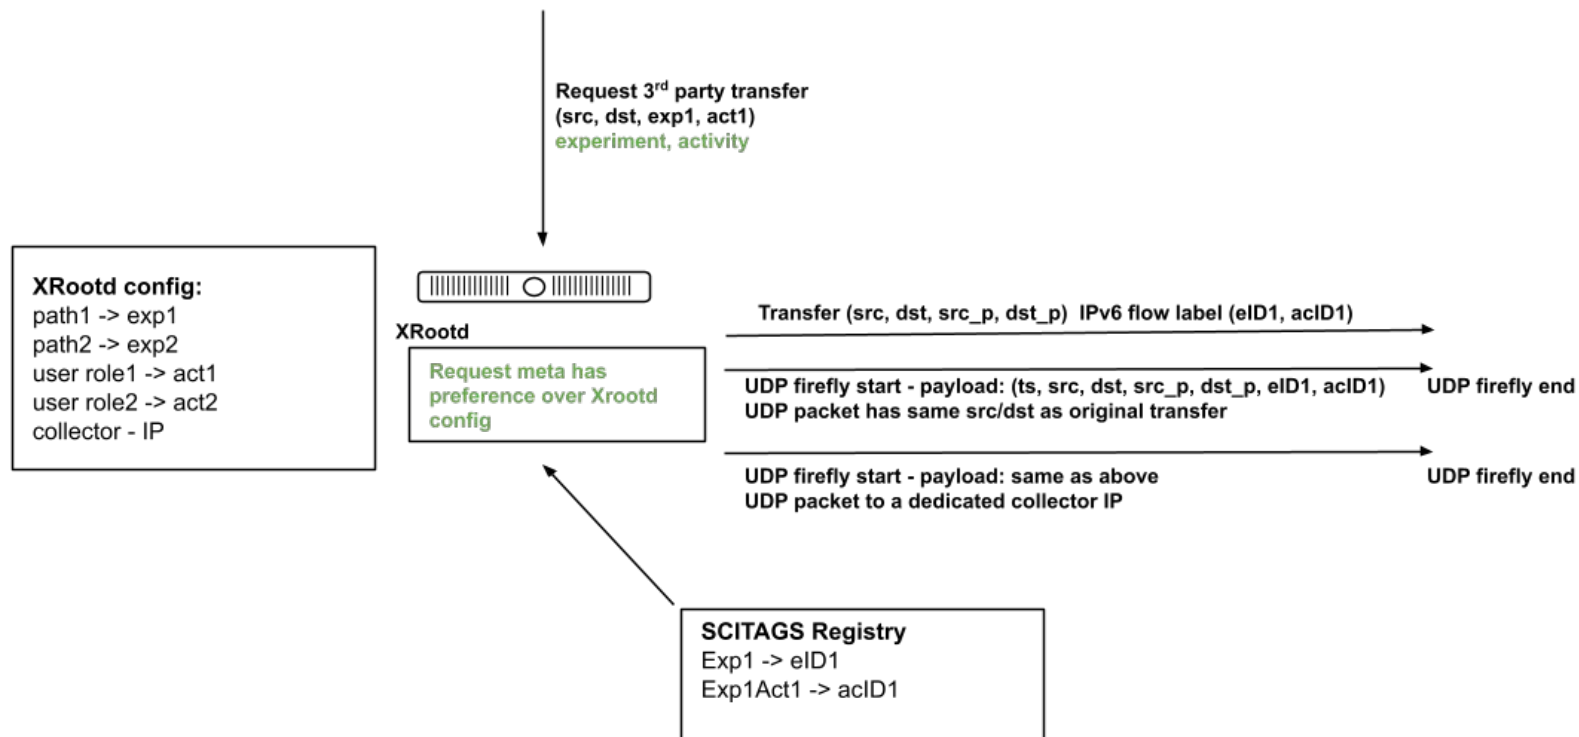 Request 3rd party transfer
(src, dst, exp1, act1)
experiment, activity
XRootd config:
path1 -> exp1
path2 -> exp2
user role1 -> act1
user role2 -> act2
collector - IP
XRootd
Request meta has
preference over Xrootd
config
Transfer (src, dst, src_p, dst_p) IPv6 flow label (eID1, acID1)
UDP firefly start - payload: (ts, src, dst, src_p, dst_p, eID1, acID1)
UDP packet has same src/dst as original transfer
UDP firefly end
UDP firefly start - payload: same as above
UDP packet to a dedicated collector IP
UDP firefly end
SCITAGS Registry
Exp1 -> eID1
Exp1Act1 -> acID1